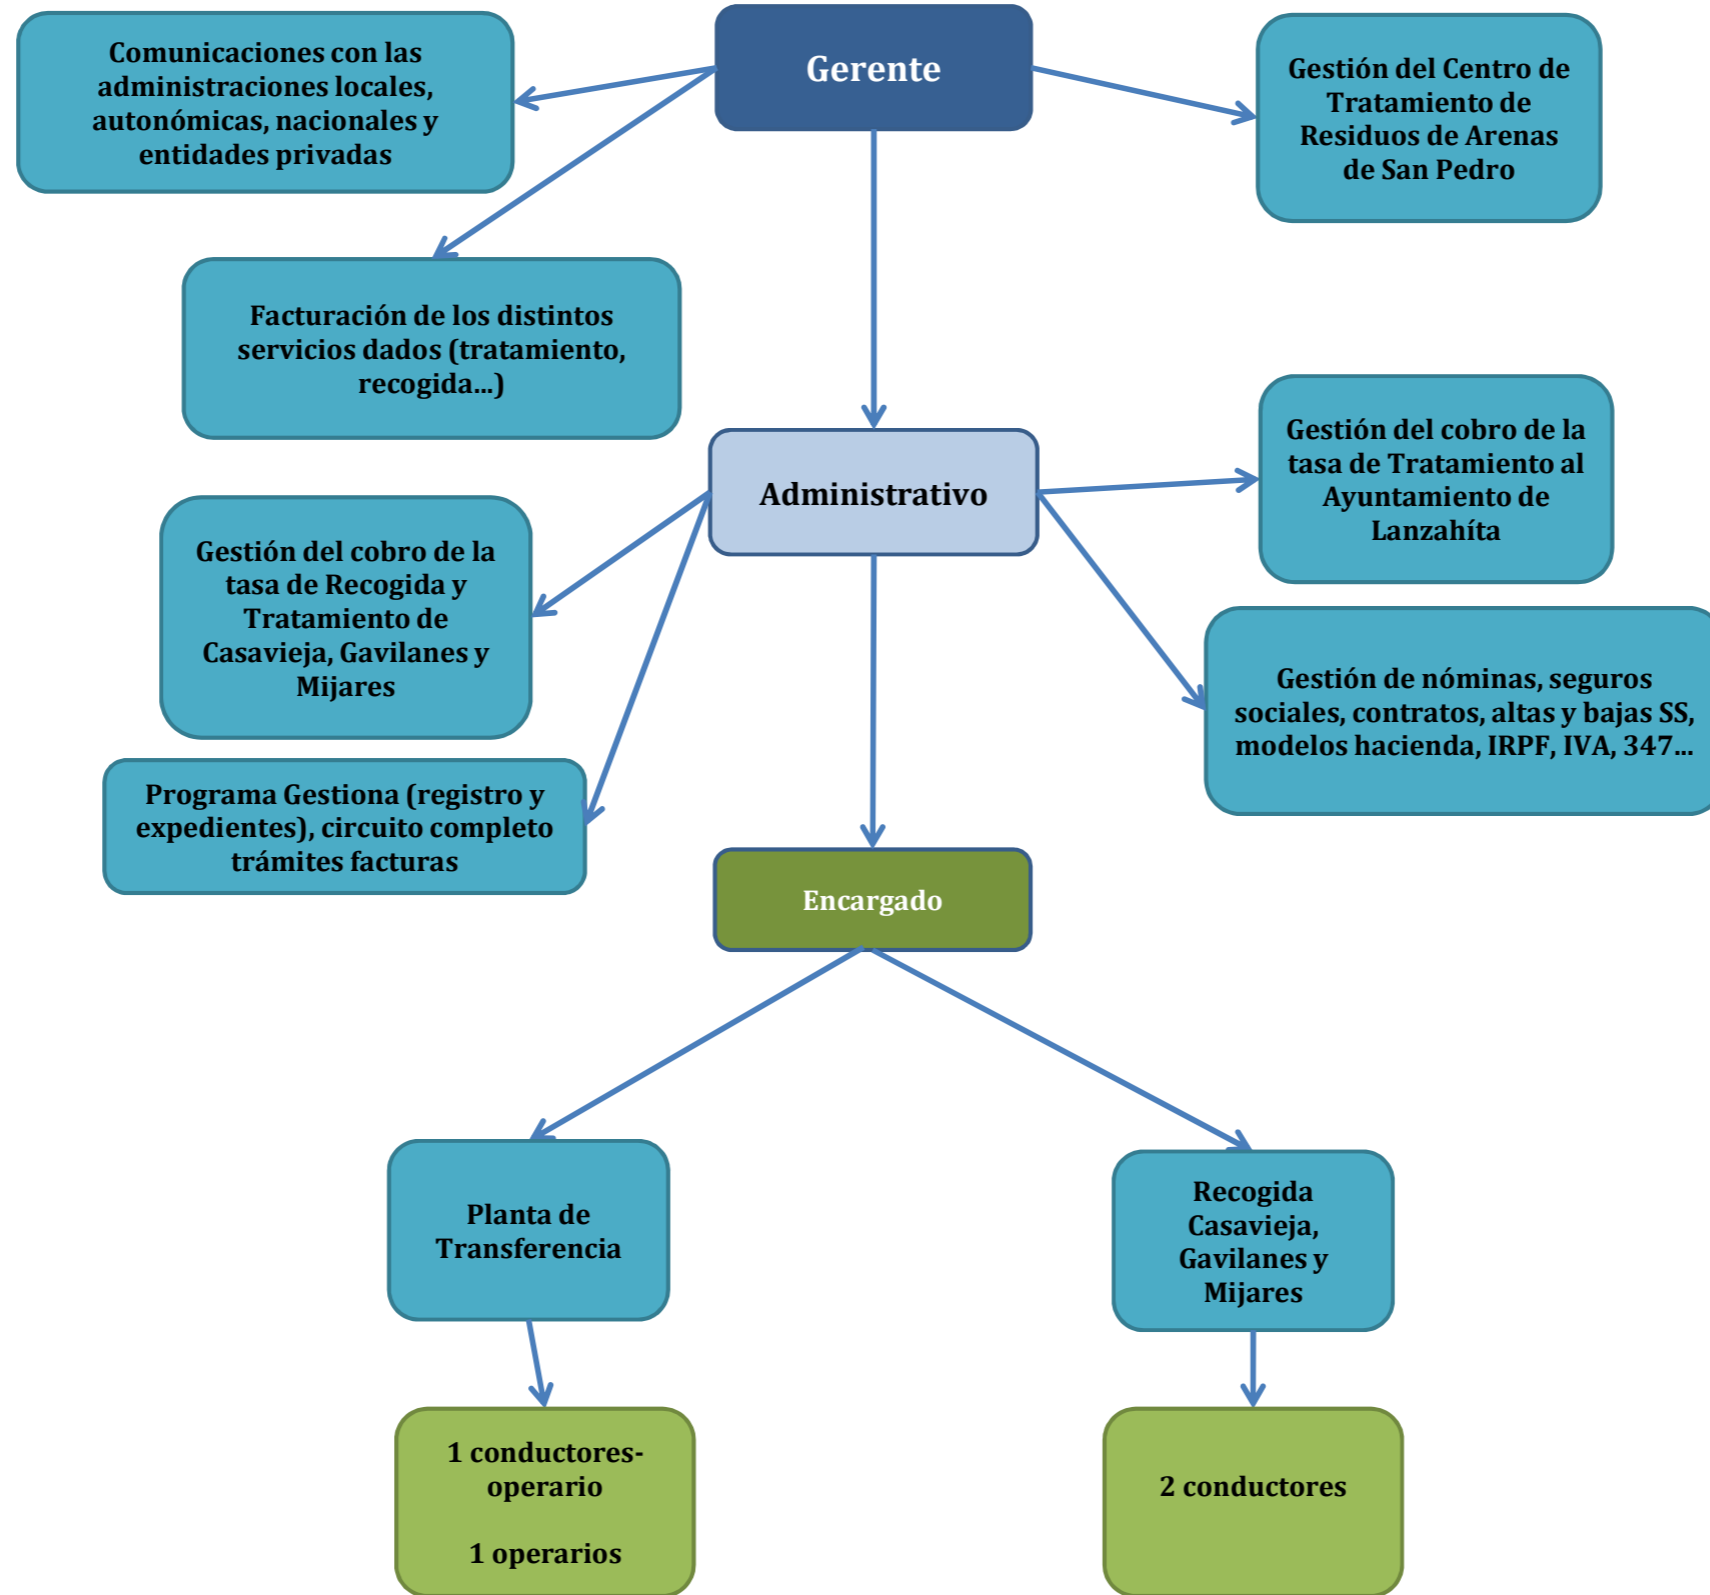 Comunicaciones con las
administraciones locales,
autonómicas, nacionales y
entidades privadas
Gerente
Gestión del Centro de
Tratamiento de
Residuos de Arenas
de San Pedro
Facturación de los distintos
servicios dados (tratamiento,
recogida...)
Administrativo
Gestión del cobro de la
tasa de Tratamiento al
Ayuntamiento de
Lanzahíta
Gestión del cobro de la
tasa de Recogida y
Tratamiento de
Casavieja, Gavilanes y
Mijares
Gestión de nóminas, seguros
sociales, contratos, altas y bajas SS,
modelos hacienda, IRPF, IVA, 347...
Programa Gestiona (registro y
expedientes), circuito completo
trámites facturas
Encargado
Planta de
Transferencia
Recogida
Casavieja,
Gavilanes y
Mijares
1 conductores-
operario
1 operarios
2 conductores